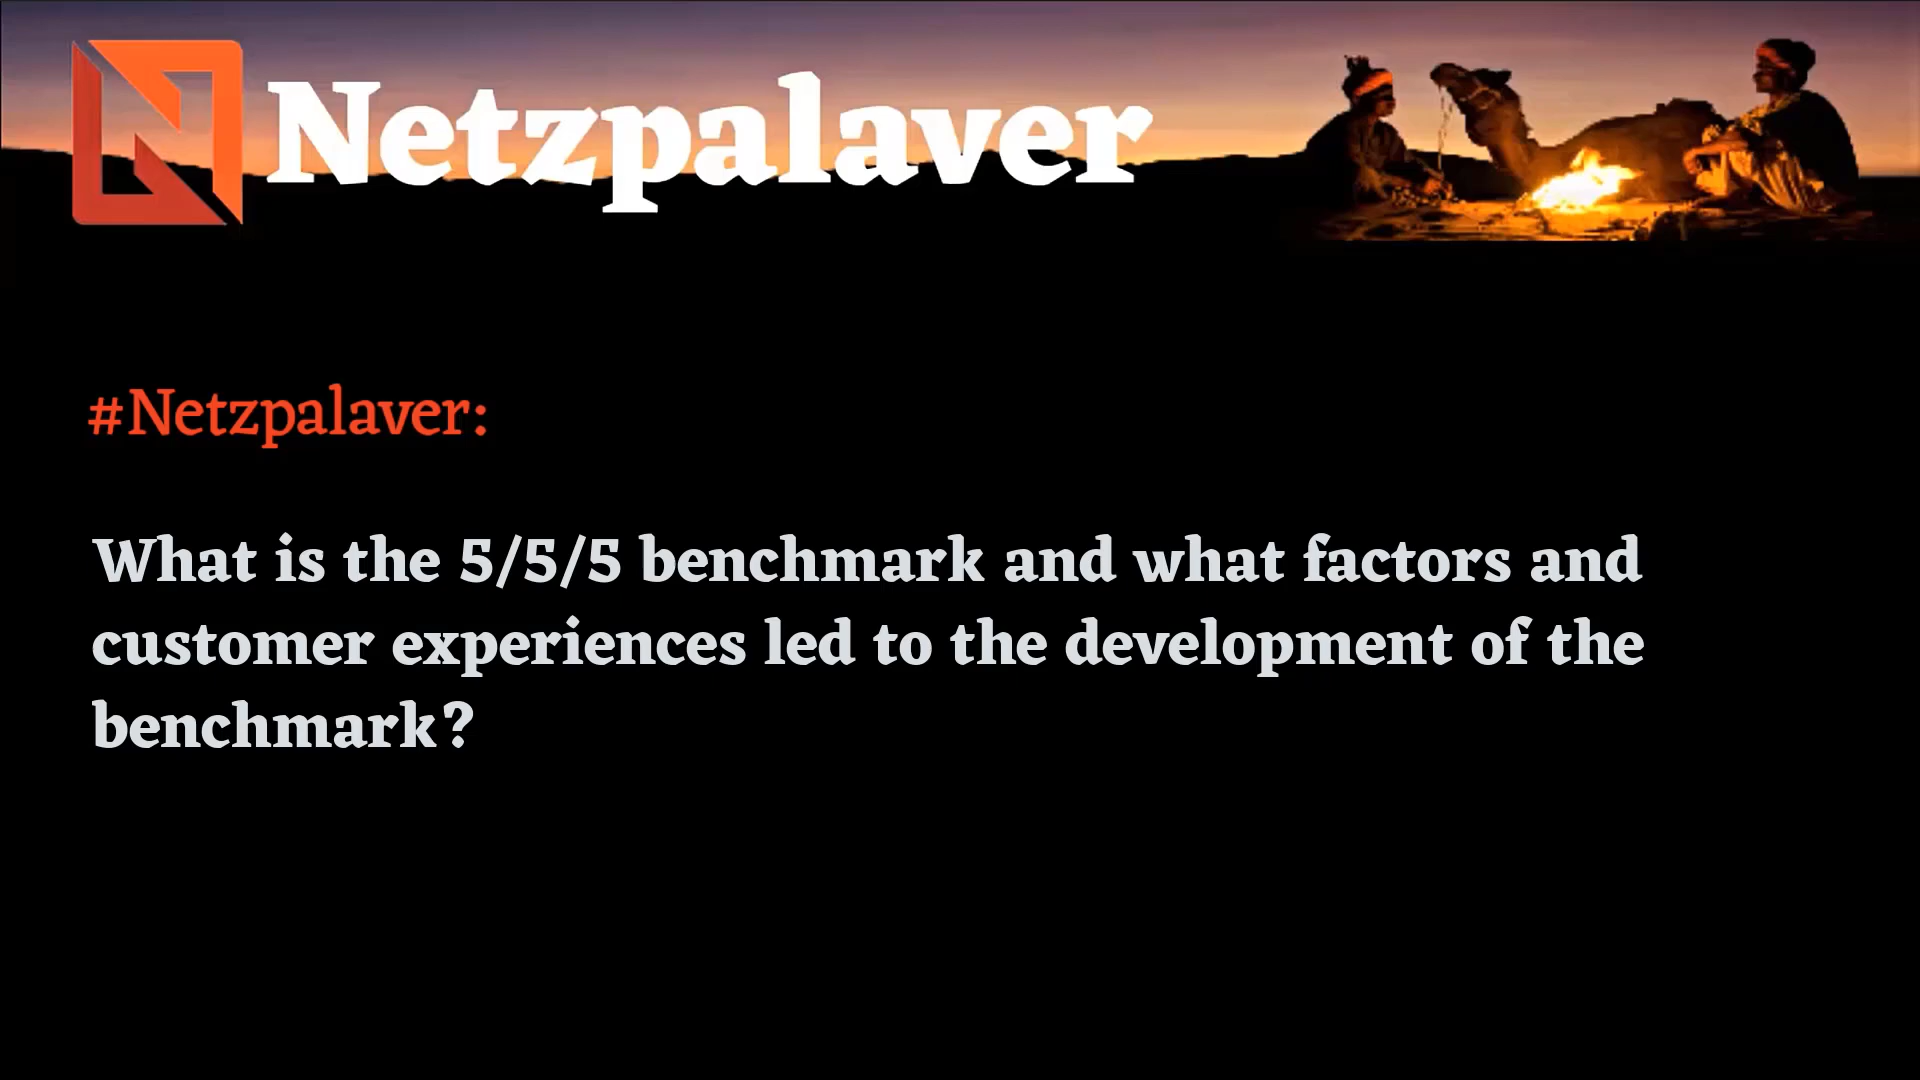 Netzpalaver
#Netzpalaver:
What is the 5/5/5 benchmark and what factors and
customer experiences led to the development of the
benchmark?